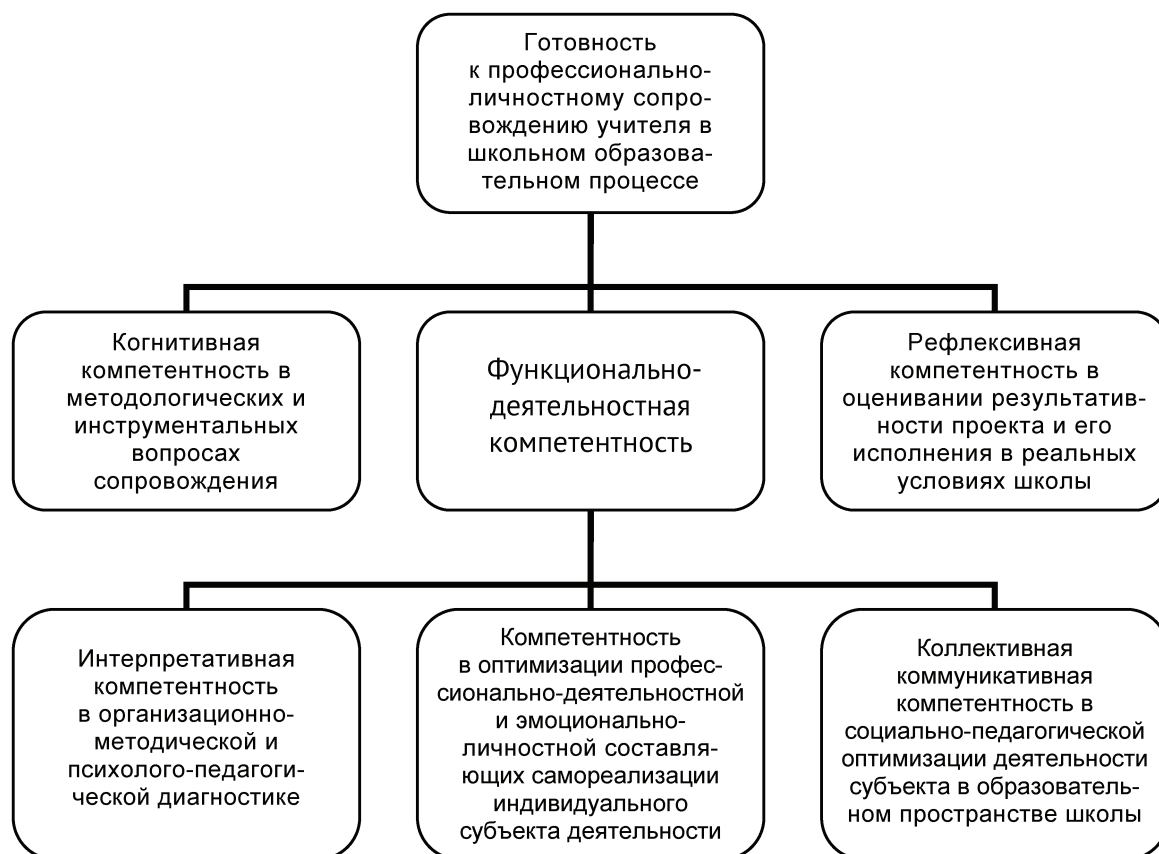 Готовность
к профессионально-
личностному сопро-
вождению учителя в
школьном образова-
тельном процессе
Когнитивная
компетентность в
методологических и
инструментальных
вопросах
сопровождения
Функционально-
деятельностная
компетентность
Рефлексивная
компетентность в
оценивании результатив-
ности проекта и его
исполнения в реальных
условиях школы
Интерпретативная
компетентность
в организационно-
методической и
психолого-педагоги-
ческой диагностике
Компетентность
в оптимизации профес-
сионально-деятельностной
и эмоционально-
личностной составля-
ющих самореализации
индивидуального
субъекта деятельности
Коллективная
коммуникативная
компетентность в
социально-педагогической
оптимизации деятельности
субъекта в образователь-
ном пространстве школы